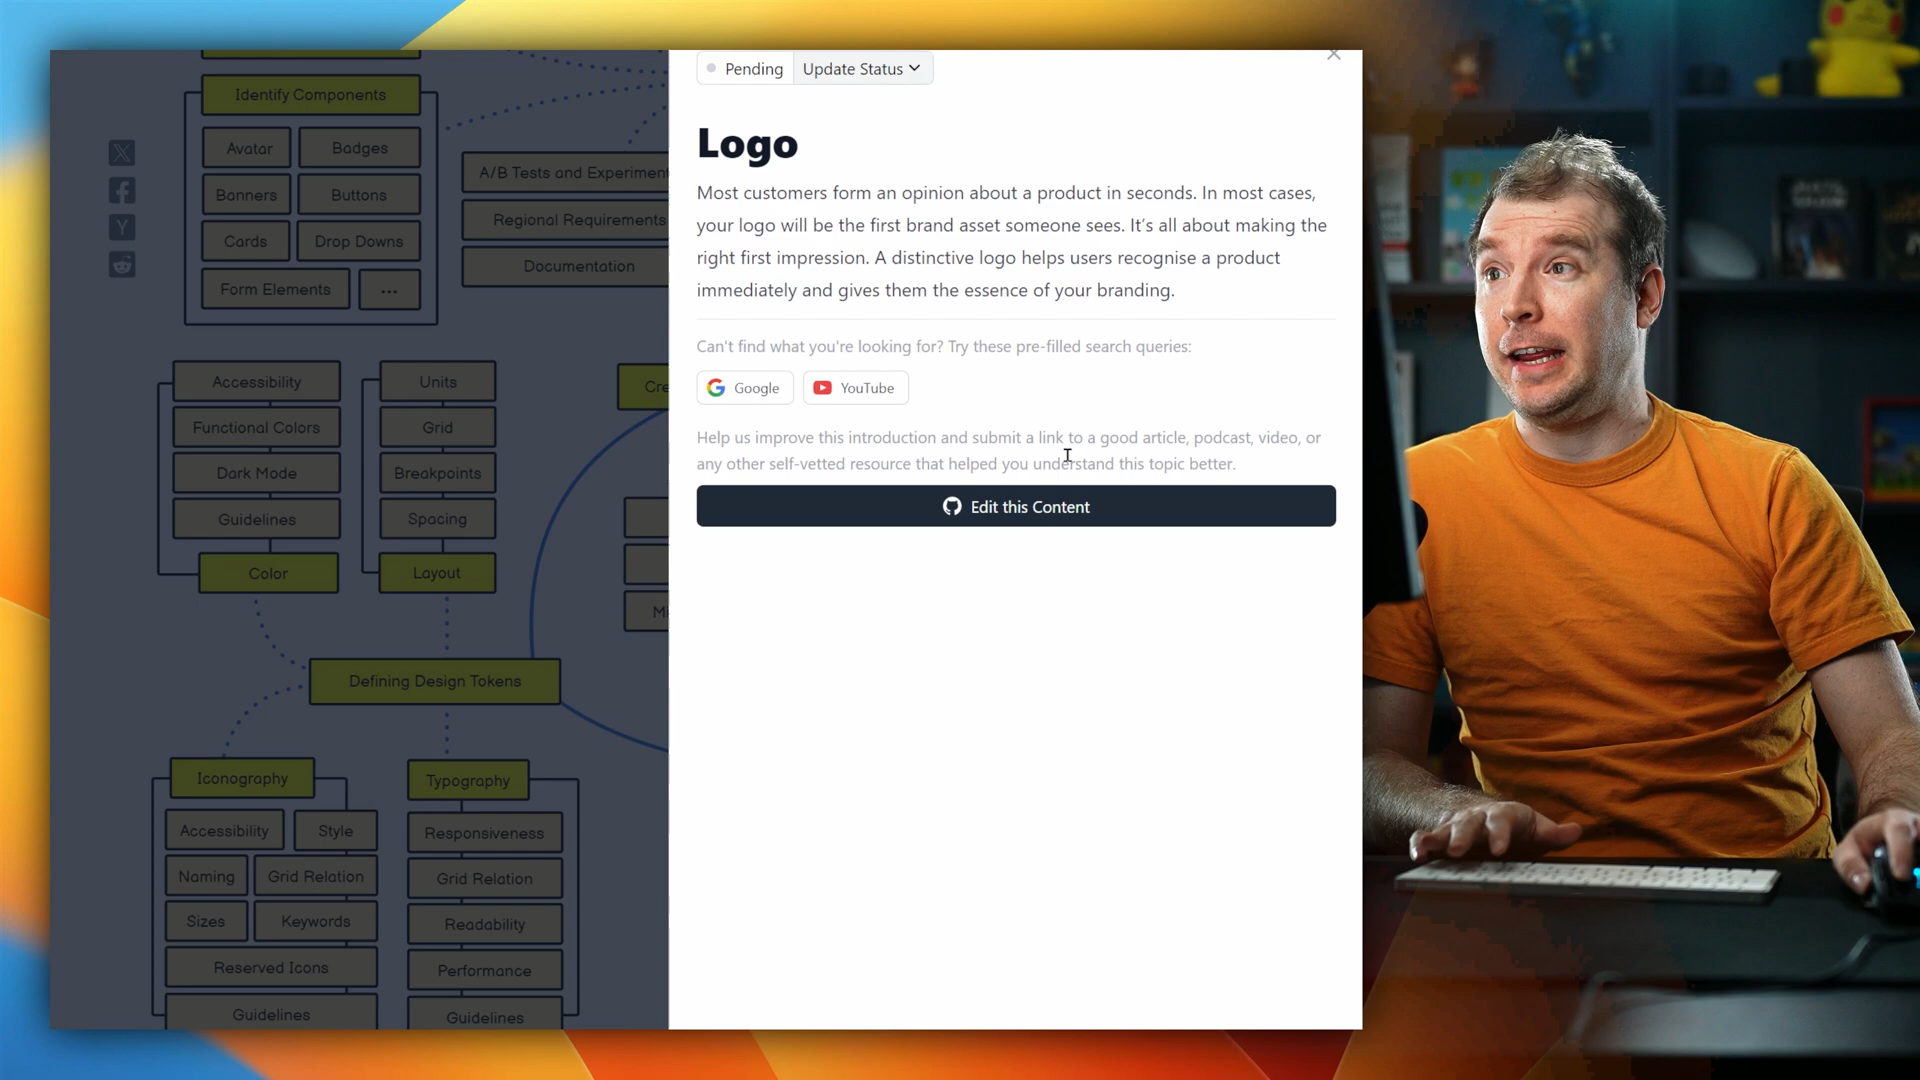 Identify Components
Avatar
Badges
Banners
Buttons
Cards
Drop Downs
Form Elements
...
A/B Tests and Experimen
Regional Requirements
Documentation
Accessibility
Functional Colors
Dark Mode
Guidelines
Color
Units
Grid
Breakpoints
Spacing
Layout
Cre
Mi
Defining Design Tokens
Iconography
Accessibility
Style
Naming
Grid Relation
Sizes
Keywords
Reserved Icons
Guidelines
Typography
Responsiveness
Grid Relation
Readability
Performance
Guidelines
Pending
Update Status
Logo
Most customers form an opinion about a product in seconds. In most cases,
your logo will be the first brand asset someone sees. It’s all about making the
right first impression. A distinctive logo helps users recognise a product
immediately and gives them the essence of your branding.
Can't find what you're looking for? Try these pre-filled search queries:
Google
YouTube
Help us improve this introduction and submit a link to a good article, podcast, video, or
any other self-vetted resource that helped you understand this topic better.
Edit this Content